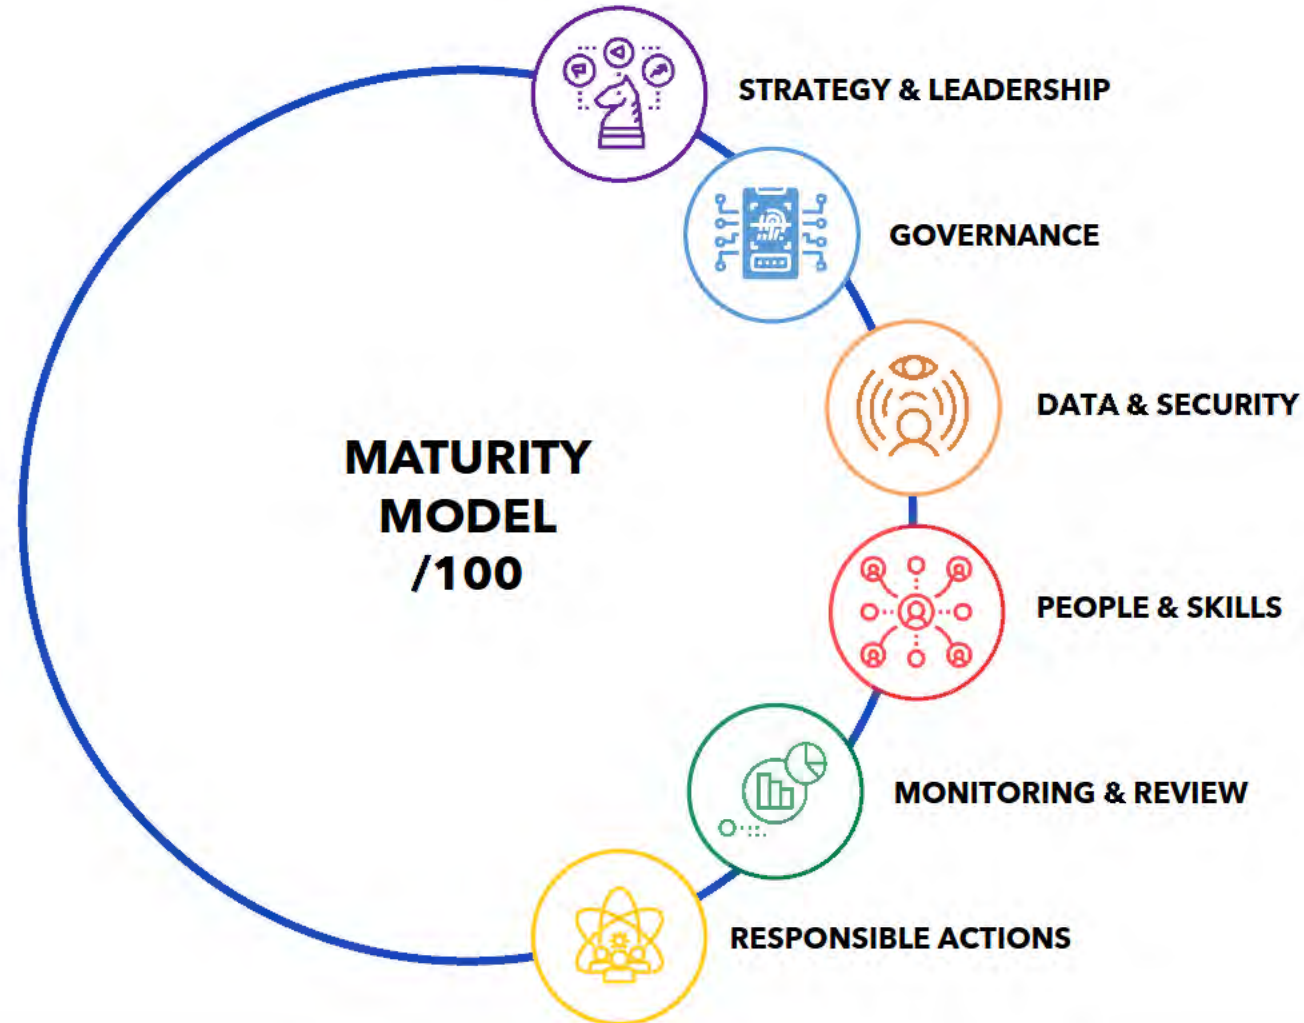 STRATEGY & LEADERSHIP
GOVERNANCE
DATA & SECURITY
MATURITY
MODEL
/100
PEOPLE & SKILLS
MONITORING & REVIEW
RESPONSIBLE ACTIONS